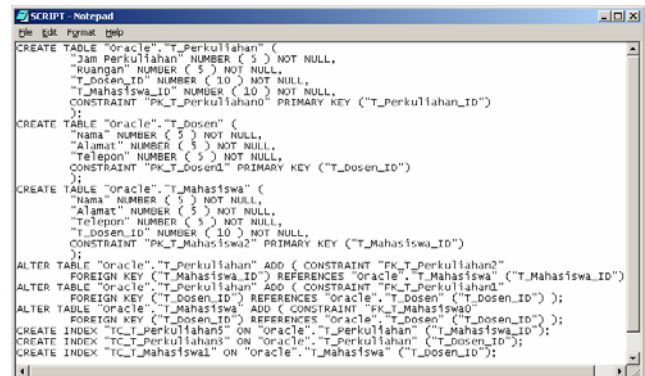 SCRIPT - Notepad
File Edit Format Help
CREATE TABLE "Oracle"."T_Perkuliahan" (
"Jam Perkuliahan" NUMBER ( 5 ) NOT NULL,
"Ruangan" NUMBER ( 5 ) NOT NULL,
"T_Dosen_ID" NUMBER ( 10 ) NOT NULL,
"T_Mahasiswa_ID" NUMBER ( 10 ) NOT NULL,
CONSTRAINT "PK_T_Perkuliahan0" PRIMARY KEY ("T_Perkuliahan_ID")
);
CREATE TABLE "Oracle"."T_Dosen" (
"Nama" NUMBER ( 5 ) NOT NULL,
"Alamat" NUMBER ( 5 ) NOT NULL,
"Telepon" NUMBER ( 5 ) NOT NULL,
CONSTRAINT "PK_T_Dosen1" PRIMARY KEY ("T_Dosen_ID")
);
CREATE TABLE "Oracle"."T_Mahasiswa" (
"Nama" NUMBER ( 5 ) NOT NULL,
"Alamat" NUMBER ( 5 ) NOT NULL,
"Telepon" NUMBER ( 5 ) NOT NULL,
"T_Dosen_ID" NUMBER ( 10 ) NOT NULL,
CONSTRAINT "PK_T_Mahasiswa2" PRIMARY KEY ("T_Mahasiswa_ID")
);
ALTER TABLE "Oracle"."T_Perkuliahan" ADD ( CONSTRAINT "FK_T_Perkuliahan2"
FOREIGN KEY ("T_Mahasiswa_ID") REFERENCES "Oracle"."T_Mahasiswa" ("T_Mahasiswa_ID")
ALTER TABLE "Oracle"."T_Perkuliahan" ADD ( CONSTRAINT "FK_T_Perkuliahan1"
FOREIGN KEY ("T_Dosen_ID") REFERENCES "Oracle"."T_Dosen" ("T_Dosen_ID") );
ALTER TABLE "Oracle"."T_Mahasiswa" ADD ( CONSTRAINT "FK_T_Mahasiswa0"
FOREIGN KEY ("T_Dosen_ID") REFERENCES "Oracle"."T_Dosen" ("T_Dosen_ID") );
CREATE INDEX "TC_T_Perkuliahan5" ON "Oracle"."T_Perkuliahan" ("T_Mahasiswa_ID");
CREATE INDEX "TC_T_Perkuliahan3" ON "Oracle"."T_Perkuliahan" ("T_Dosen_ID");
CREATE INDEX "TC_T_Mahasiswa1" ON "Oracle"."T_Mahasiswa" ("T_Dosen_ID");